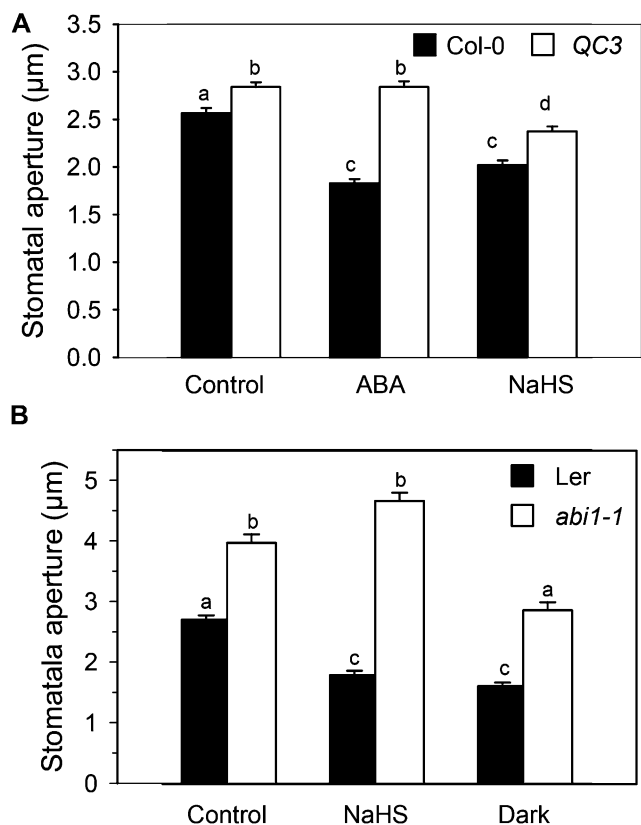 A
Stomatal aperture (µm)
3.5
3.0
2.5
2.0
1.5
1.0
0.5
0.0
Col-0 QC3
a b c b c d
Control ABA NaHS
B
Stomatala aperture (µm)
5
4
3
2
1
0
Ler
abi1-1
a b c b c a
Control NaHS Dark